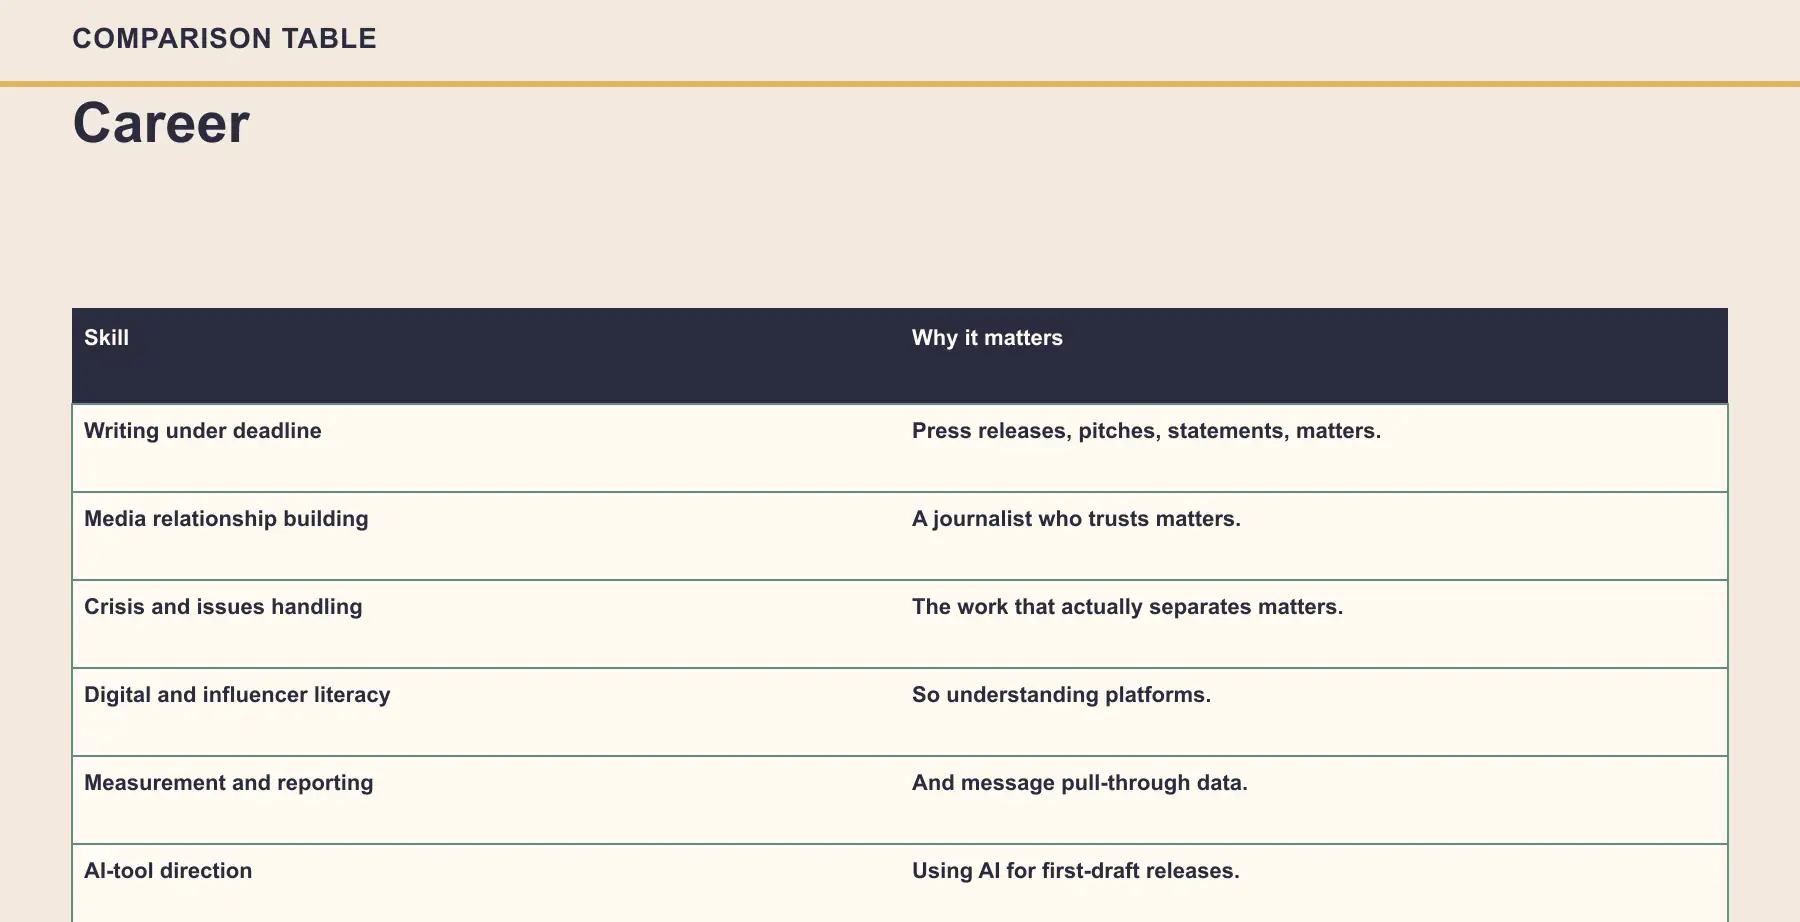 COMPARISON TABLE
Career
Skill Why it matters
Writing under deadline Press releases, pitches, statements, matters.
Media relationship building A journalist who trusts matters.
Crisis and issues handling The work that actually separates matters.
Digital and influencer literacy So understanding platforms.
Measurement and reporting And message pull-through data.
AI-tool direction Using AI for first-draft releases.